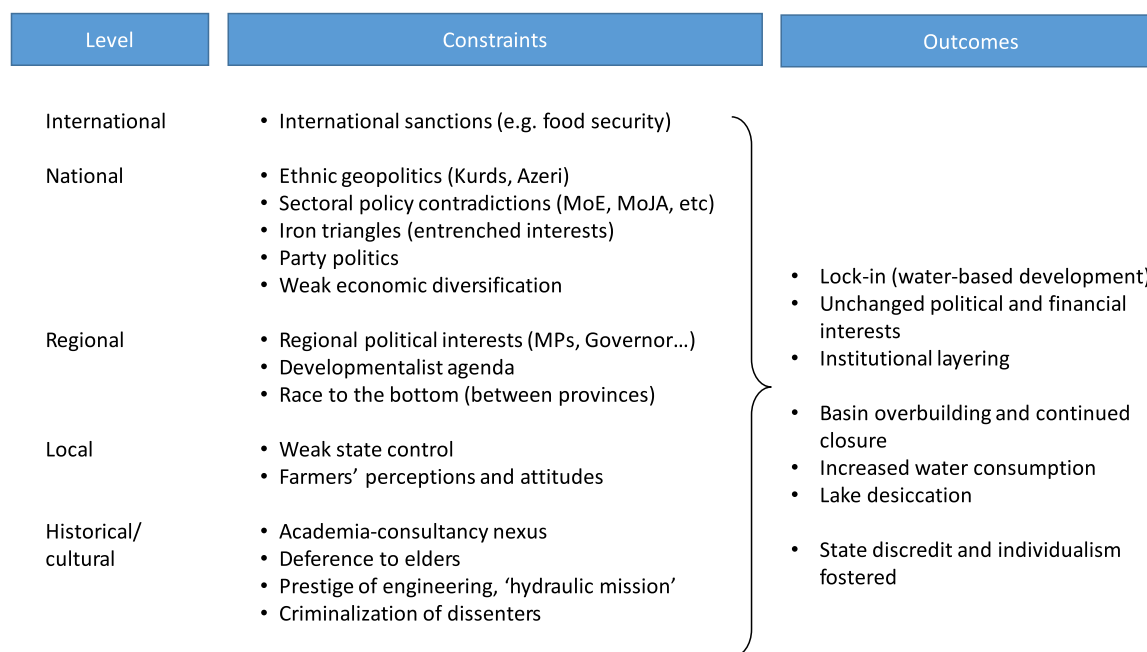 Level
Constraints
Outcomes
International
• International sanctions (e.g. food security)
National
• Ethnic geopolitics (Kurds, Azeri)
• Sectoral policy contradictions (MoE, MoJA, etc)
• Iron triangles (entrenched interests)
• Party politics
• Weak economic diversification
Regional
• Regional political interests (MPs, Governor…)
• Developmentalist agenda
• Race to the bottom (between provinces)
Local
• Weak state control
• Farmers’ perceptions and attitudes
Historical/
cultural
• Academia-consultancy nexus
• Deference to elders
• Prestige of engineering, ‘hydraulic mission’
• Criminalization of dissenters
• Lock-in (water-based development)
• Unchanged political and financial
interests
• Institutional layering
• Basin overbuilding and continued
closure
• Increased water consumption
• Lake desiccation
• State discredit and individualism
fostered